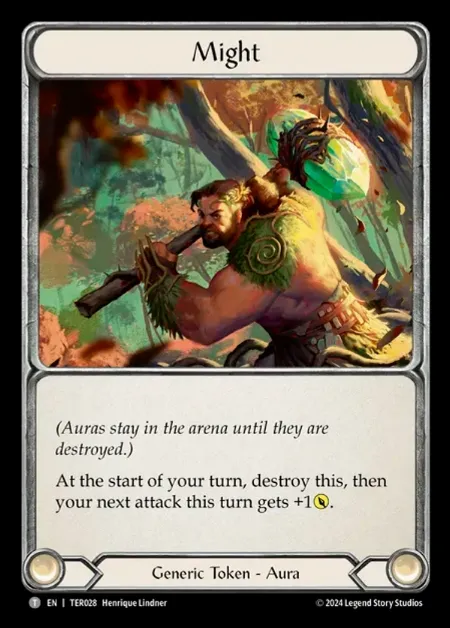 Might
(Auras stay in the arena until they are
destroyed.)
At the start of your turn, destroy this, then
your next attack this turn gets +1.
Generic Token - Aura
T EN | TER028 Henrique Lindner © 2024 Legend Story Studios